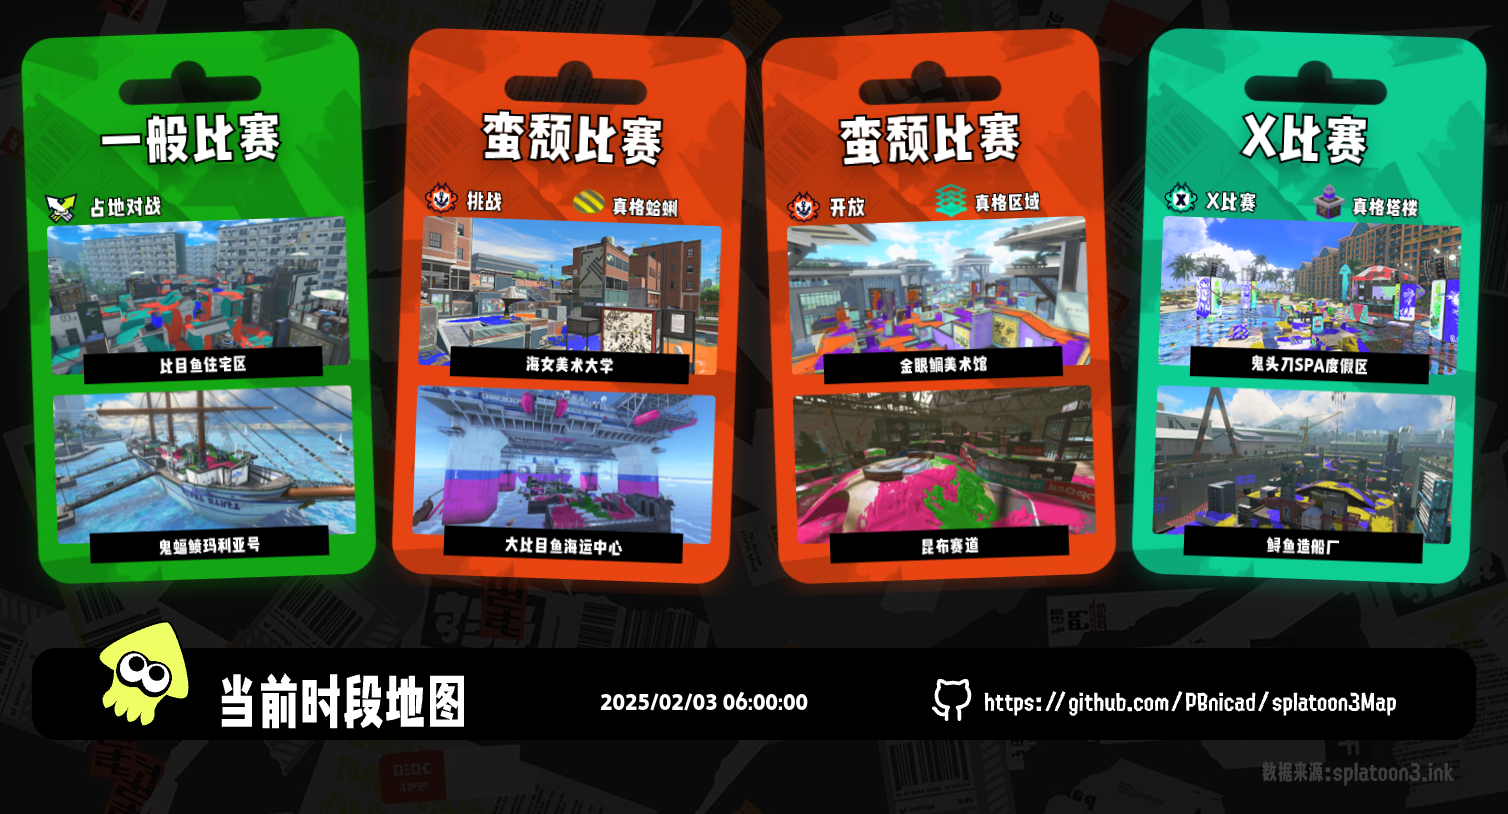 一般比赛
占地对战
比目鱼住宅区
鬼蝠鲼玛利亚号
蛮颓比赛
挑战
真格蛤蜊
海女美术大学
大比目鱼海运中心
蛮颓比赛
开放
真格区域
金眼鲷美术馆
昆布赛道
X比赛
X比赛
真格塔楼
鬼头刀SPA度假区
鲟鱼造船厂
当前时段地图
2025/02/03 06:00:00
https://github.com/PBnicad/splatoon3Map
数据来源:splatoon3.ink